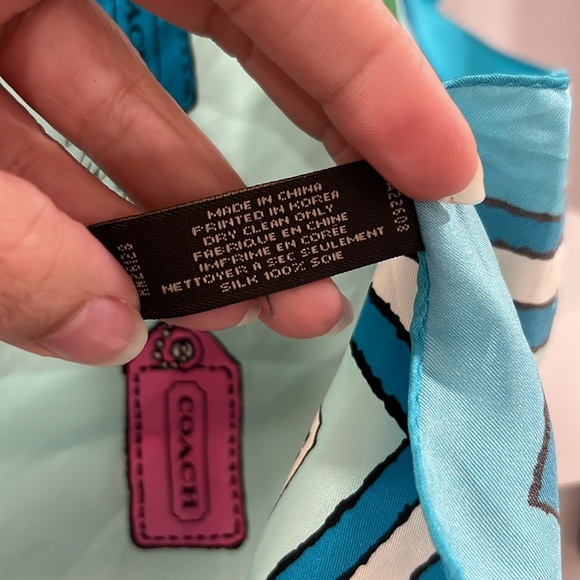 COACH
MADE IN CHINA
PRINTED IN KOREA
DRY CLEAN ONLY
FABRIQUE EN CHINE
IMPRIME EN COREE
NETTOYER A SEC SEULEMENT
SILK 100% SOIE
COACH